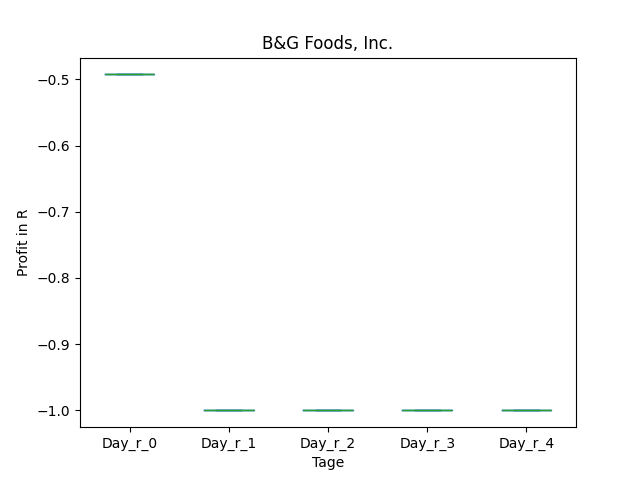 B&G Foods, Inc.
Profit in R
−0.5
−0.6
−0.7
−0.8
−0.9
−1.0
Day_r_0 Day_r_1 Day_r_2 Day_r_3 Day_r_4
Tage